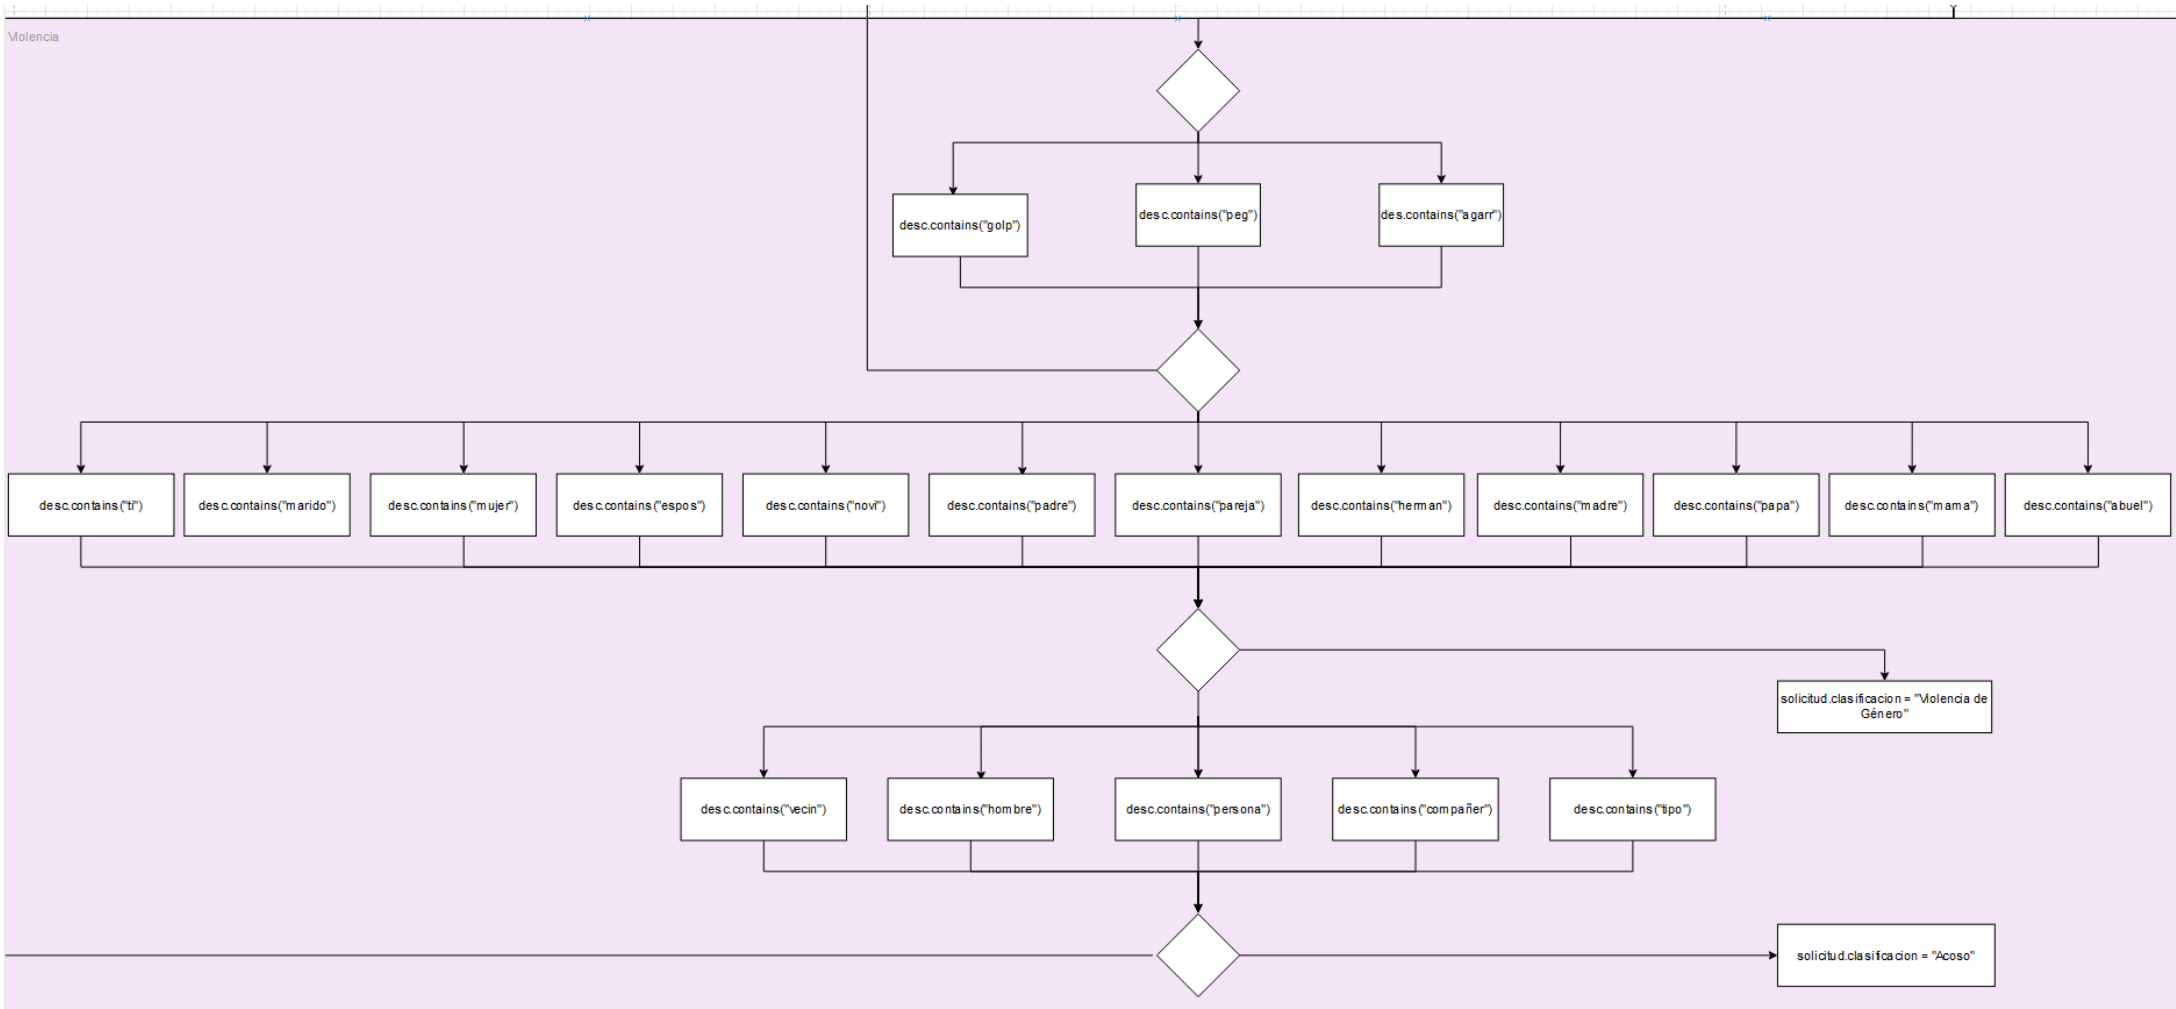 Violencia
desc.contains("golp")
desc.contains("peg")
des.contains("agarr")
desc.contains("ti")
desc.contains("marido")
desc.contains("mujer")
desc.contains("espos")
desc.contains("novi")
desc.contains("padre")
desc.contains("pareja")
desc.contains("herman")
desc.contains("madre")
desc.contains("papa")
desc.contains("mama")
desc.contains("abuel")
solicitud.clasificacion = "Violencia de
Género"
desc.contains("vecin")
desc.contains("hombre")
desc.contains("persona")
desc.contains("compañer")
desc.contains("tipo")
solicitud.clasificacion = "Acoso"